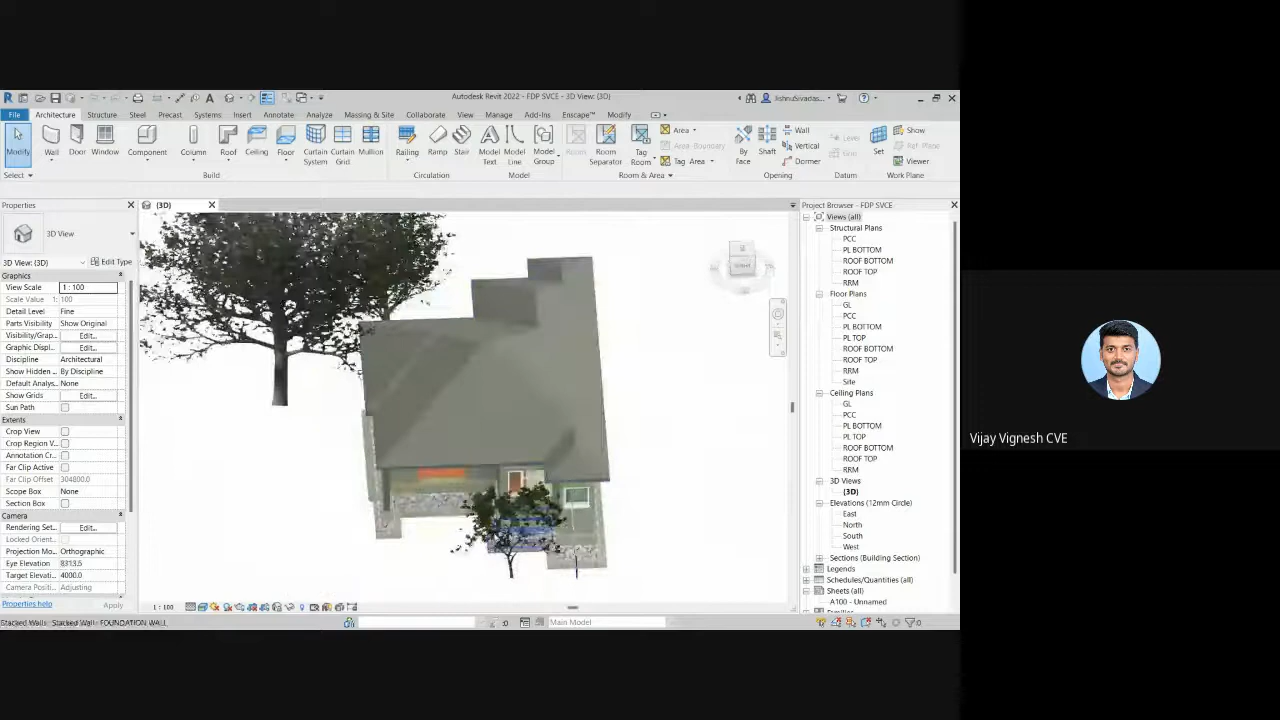 Autodesk Revit 2022 - FDP SVCE - 3D View: {3D}
JishnuSivadas...
File Architecture Structure Steel Precast Systems Insert Annotate Analyze Massing & Site Collaborate View Manage Add-Ins Enscape™ Modify
Modify Wall Door Window Component Column Roof Ceiling Floor Curtain System Curtain Grid Mullion Railing Ramp Stair Model Text Model Line Model Group Room Room Separator Tag Room Area Area Boundary Tag Area By Face Shaft Wall Vertical Dormer Level Grid Set Show Ref Plane Viewer
Select Build Circulation Model Room & Area Opening Datum Work Plane
Properties
{3D}
Project Browser - FDP SVCE
3D View
3D View: {3D} Edit Type
Graphics
View Scale 1 : 100
Scale Value 1: 100
Detail Level Fine
Parts Visibility Show Original
Visibility/Grap... Edit...
Graphic Displ... Edit...
Discipline Architectural
Show Hidden ... By Discipline
Default Analys... None
Show Grids Edit...
Sun Path
Extents
Crop View
Crop Region V...
Annotation Cr...
Far Clip Active
Far Clip Offset 304800.0
Scope Box None
Section Box
Camera
Rendering Set... Edit...
Locked Orient...
Projection Mo... Orthographic
Eye Elevation 8313.5
Target Elevati... 4000.0
Camera Positi... Adjusting
Properties help Apply
Views (all)
Structural Plans
PCC
PL BOTTOM
ROOF BOTTOM
ROOF TOP
RRM
Floor Plans
GL
PCC
PL BOTTOM
PL TOP
ROOF BOTTOM
ROOF TOP
RRM
Site
Ceiling Plans
GL
PCC
PL BOTTOM
PL TOP
ROOF BOTTOM
ROOF TOP
RRM
3D Views
{3D}
Elevations (12mm Circle)
East
North
South
West
Sections (Building Section)
Legends
Schedules/Quantities (all)
Sheets (all)
A100 - Unnamed
Families
1 : 100
Stacked Walls : Stacked Wall : FOUNDATION WALL
:0 Main Model :0
Vijay Vignesh CVE